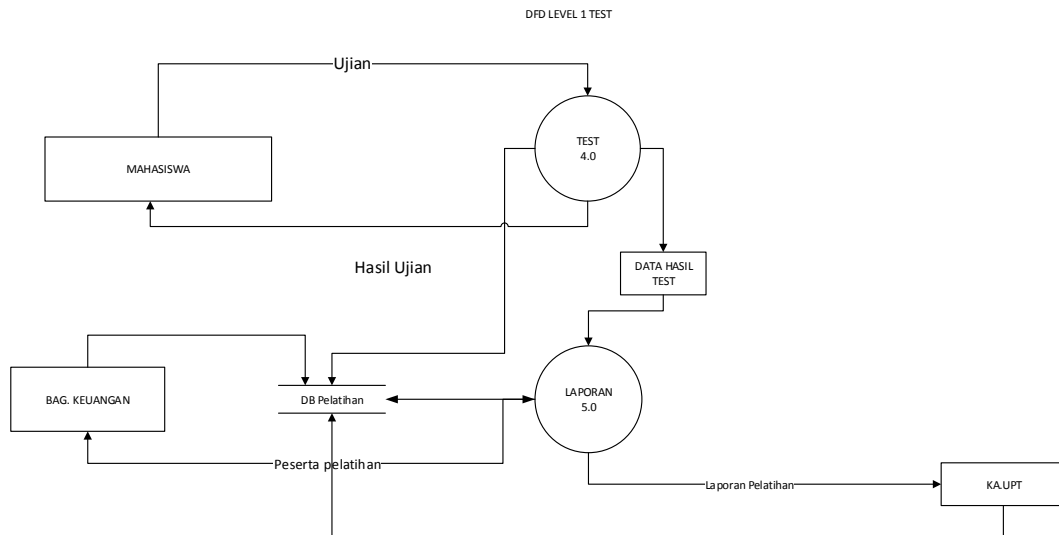 DFD LEVEL 1 TEST
Ujian
TEST
4.0
MAHASISWA
Hasil Ujian
DATA HASIL
TEST
BAG. KEUANGAN
DB Pelatihan
LAPORAN
5.0
Peserta pelatihan
Laporan Pelatihan
KA.UPT